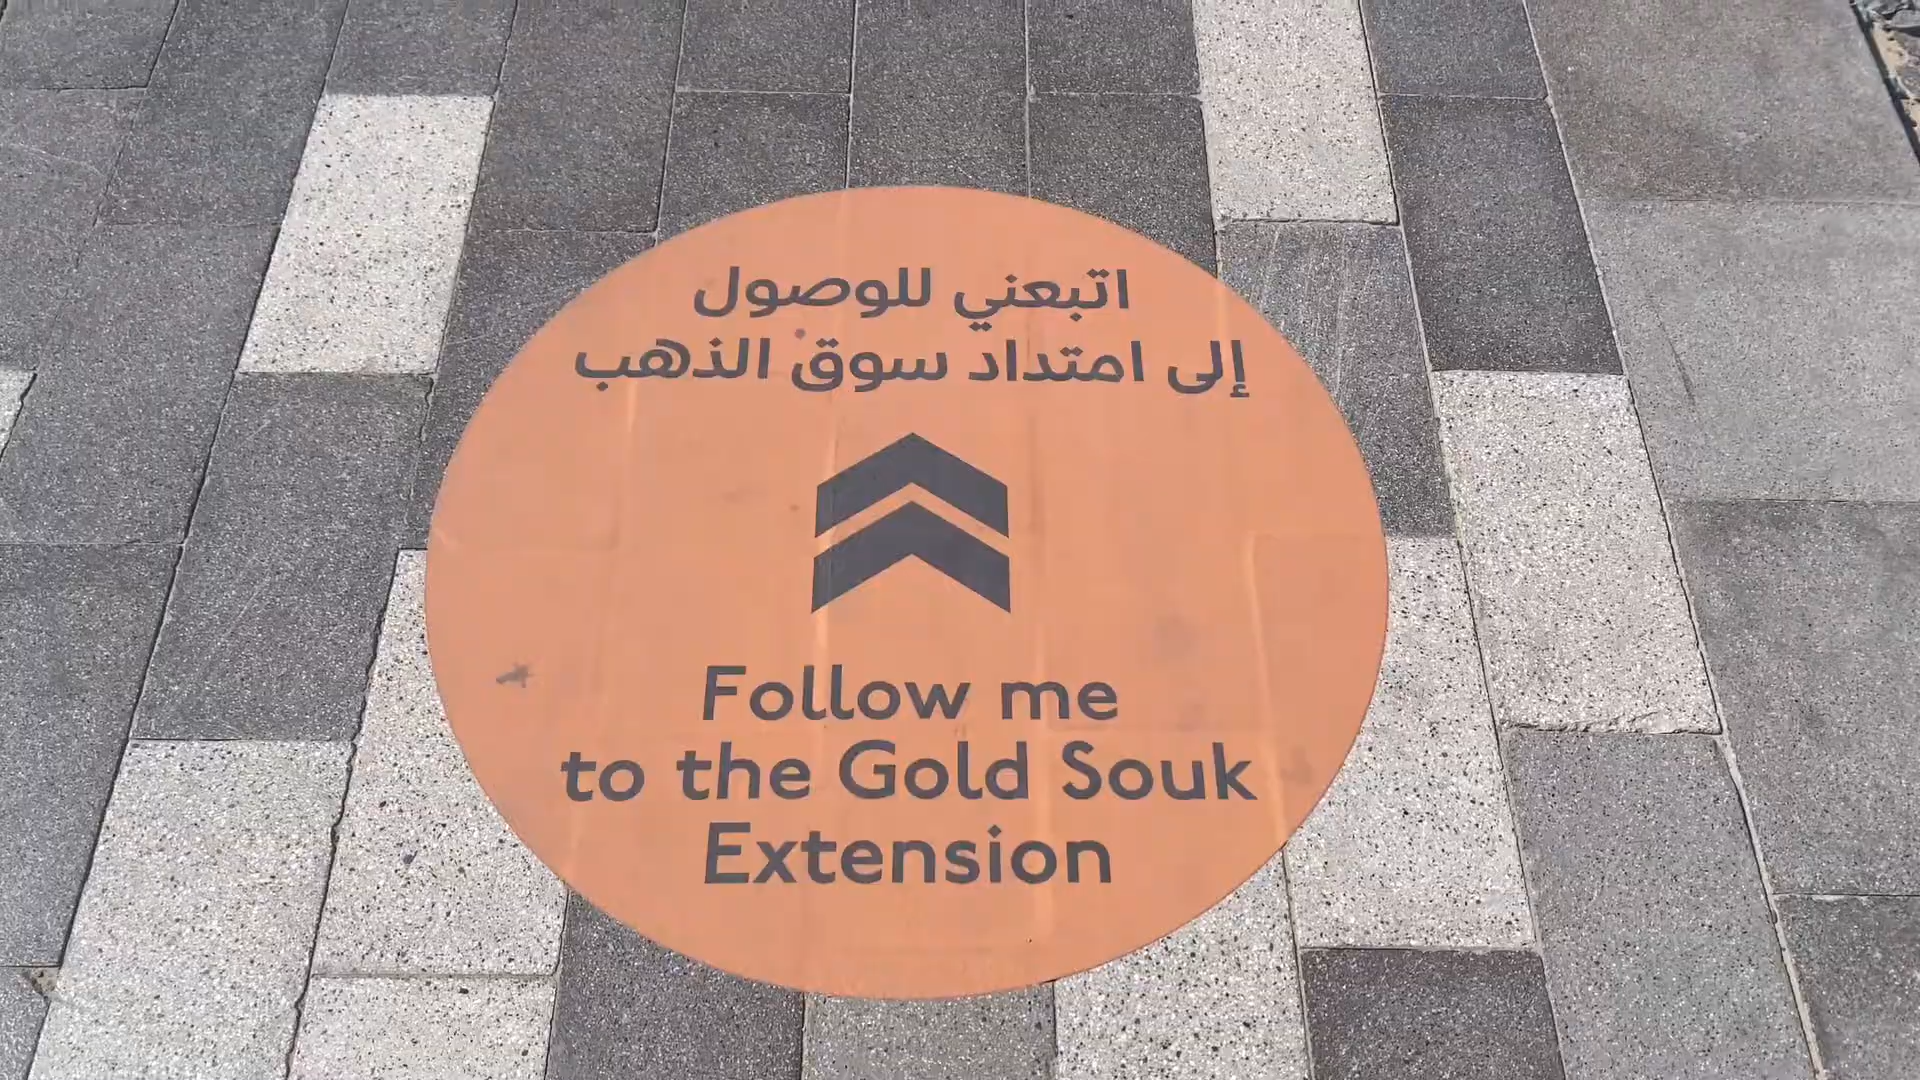 اتبعني للوصول
إلى امتداد سوق الذهب
Follow me
to the Gold Souk
Extension